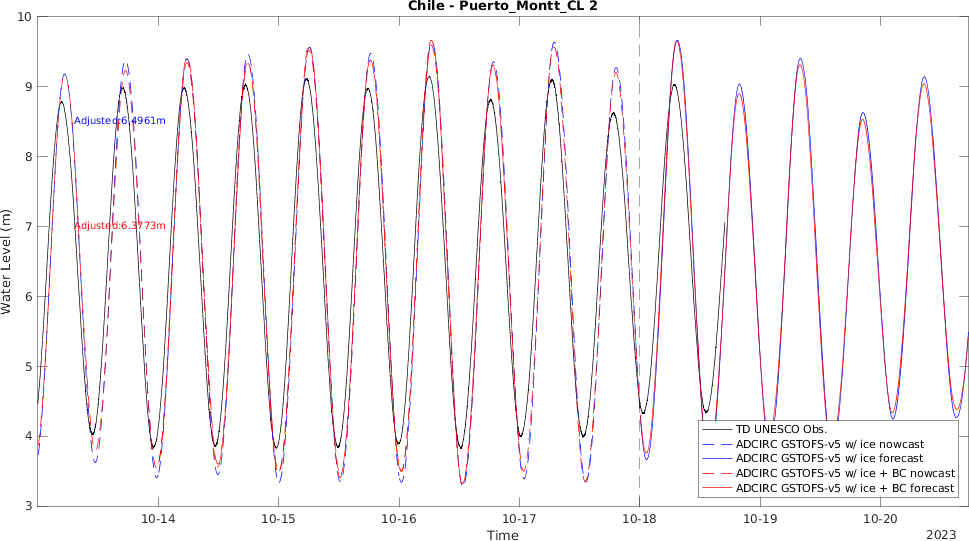 Chile - Puerto_Montt_CL 2
10
9
8
7
6
5
4
3
Water Level (m)
Adjusted:6.4961m
Adjusted:6.3773m
TD UNESCO Obs.
ADCIRC GSTOFS-v5 w/ ice nowcast
ADCIRC GSTOFS-v5 w/ ice forecast
ADCIRC GSTOFS-v5 w/ ice + BC nowcast
ADCIRC GSTOFS-v5 w/ ice + BC forecast
10-14
10-15
10-16
10-17
10-18
10-19
10-20
Time
2023